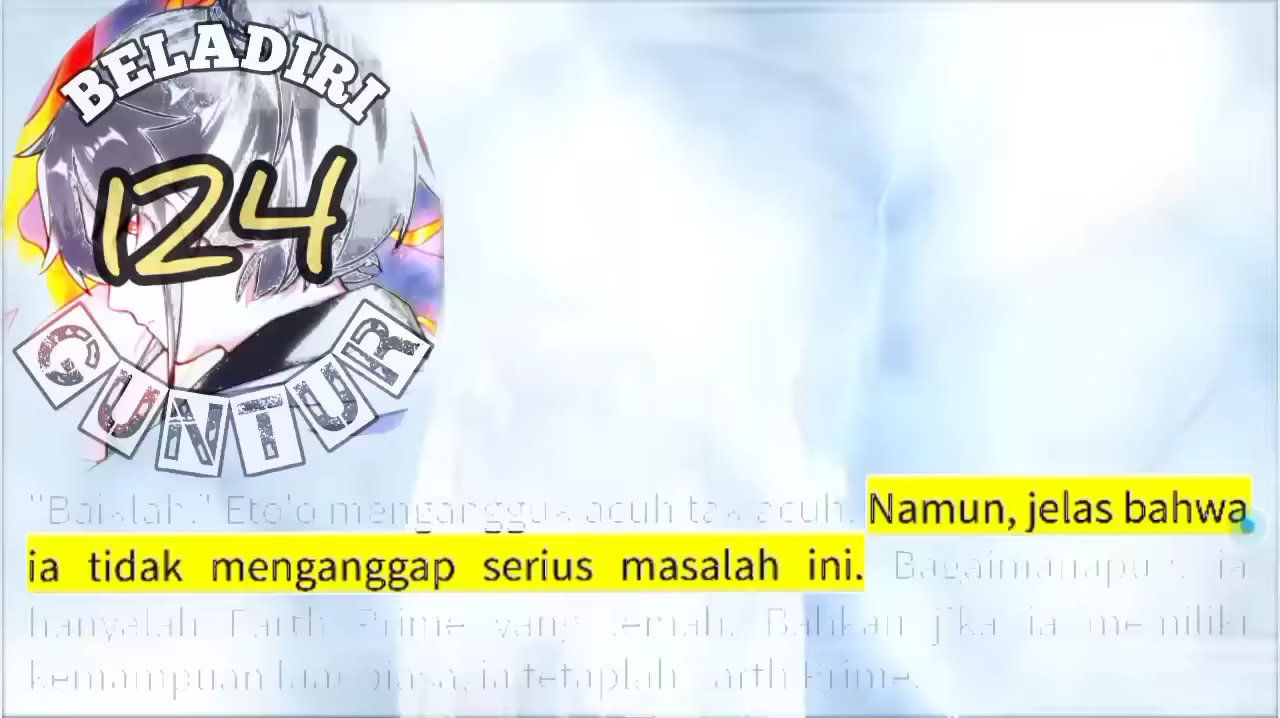 BELADIRI
124
GUNTUR
"Baiklah." Eto'o mengangguk acuh tak acuh. Namun, jelas bahwa
ia tidak menganggap serius masalah ini. Bagaimanapun, ia
hanyalah Earth Prime yang lemah. Bahkan jika ia memiliki
kemampuan luar biasa, ia tetaplah Earth Prime.